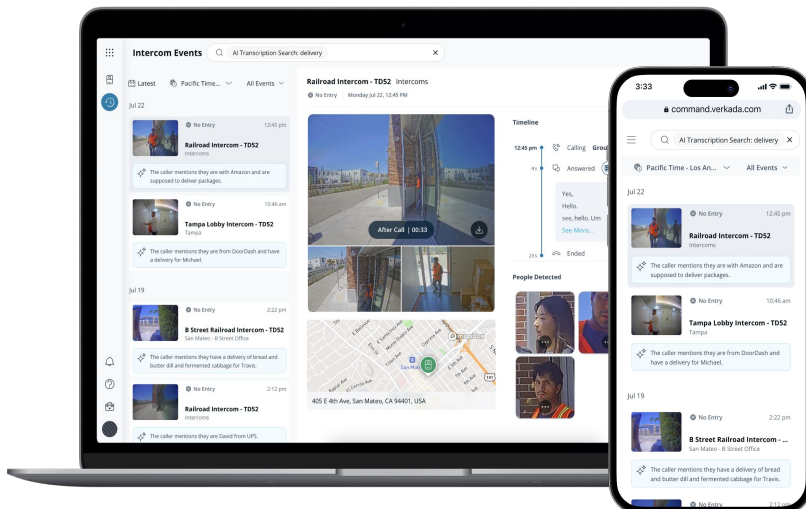 Intercom Events
AI Transcription Search: delivery
Latest
Pacific Time...
All Events
Jul 22
No Entry
12:45 pm
Railroad Intercom - TD52
Intercoms
The caller mentions they are with Amazon and are
supposed to deliver packages.
No Entry
10:46 am
Tampa Lobby Intercom - TD52
Tampa
The caller mentions they are from DoorDash and have
a delivery for Michael.
Jul 19
No Entry
2:22 pm
B Street Railroad Intercom - TD52
San Mateo - B Street Office
The caller mentions they have a delivery of bread and
butter dill and fermented cabbage for Travis.
No Entry
2:12 pm
Railroad Intercom - TD52
Intercoms
The caller mentions they are David from UPS.
Railroad Intercom - TD52 Intercoms
No Entry
Monday Jul 22, 12:45 PM
After Call | 00:33
mapbox
San Mateo
101
405 E 4th Ave, San Mateo, CA 94401, USA
Timeline
12:45 pm
Calling Grou
4s
Answered
Yes,
Hello.
see, hello, Um
See More...
23s
Ended
People Detected
3:33
command.verkada.com
AI Transcription Search: delivery
Pacific Time - Los An...
All Events
Jul 22
No Entry
12:45 pm
Railroad Intercom - TD52
Intercoms
The caller mentions they are with Amazon and are
supposed to deliver packages.
No Entry
10:46 am
Tampa Lobby Intercom - TD52
Tampa
The caller mentions they are from DoorDash and
have a delivery for Michael.
Jul 19
No Entry
2:22 pm
B Street Railroad Intercom - ...
San Mateo - B Street Office
The caller mentions they have a delivery of bread
and butter dill and fermented cabbage for Travis.
No Entry
2:12 pm